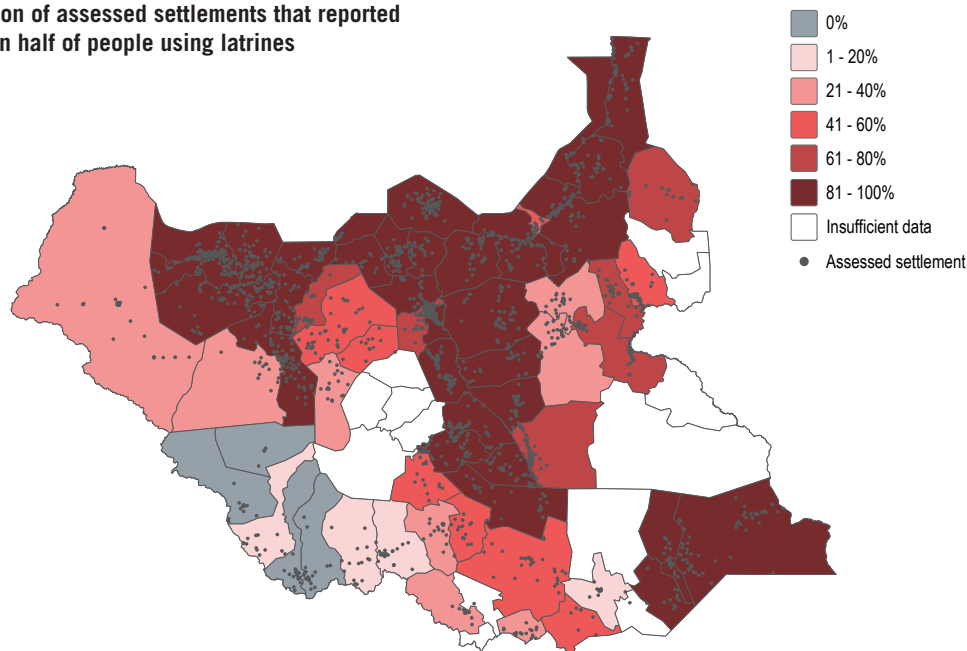 of assessed settlements that reported
half of people using latrines
0%
1 - 20%
21 - 40%
41 - 60%
61 - 80%
81 - 100%
Insufficient data
Assessed settlement